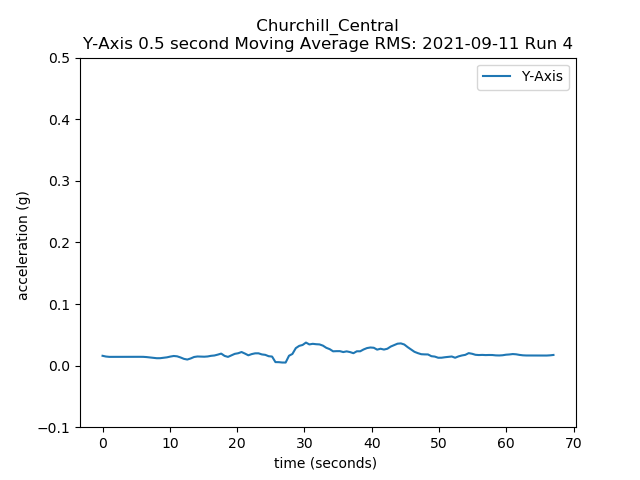 Churchill_Central
Y-Axis 0.5 second Moving Average RMS: 2021-09-11 Run 4
Y-Axis
0.5
0.4
0.3
0.2
0.1
0.0
−0.1
acceleration (g)
0 10 20 30 40 50 60 70
time (seconds)